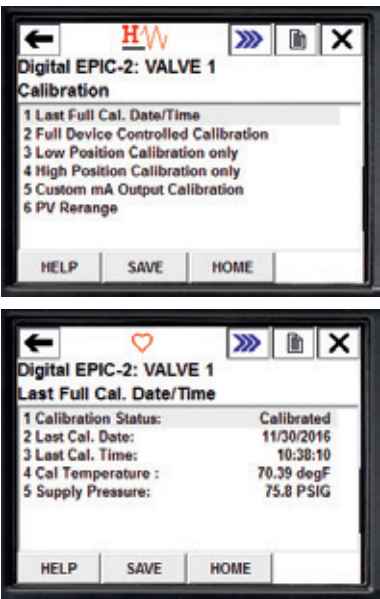 H
Digital EPIC-2: VALVE 1
Calibration
1 Last Full Cal. Date/Time
2 Full Device Controlled Calibration
3 Low Position Calibration only
4 High Position Calibration only
5 Custom mA Output Calibration
6 PV Rerange
HELP SAVE HOME
Digital EPIC-2: VALVE 1
Last Full Cal. Date/Time
1 Calibration Status: Calibrated
2 Last Cal. Date: 11/30/2016
3 Last Cal. Time: 10:38:10
4 Cal Temperature : 70.39 degF
5 Supply Pressure: 75.8 PSIG
HELP SAVE HOME